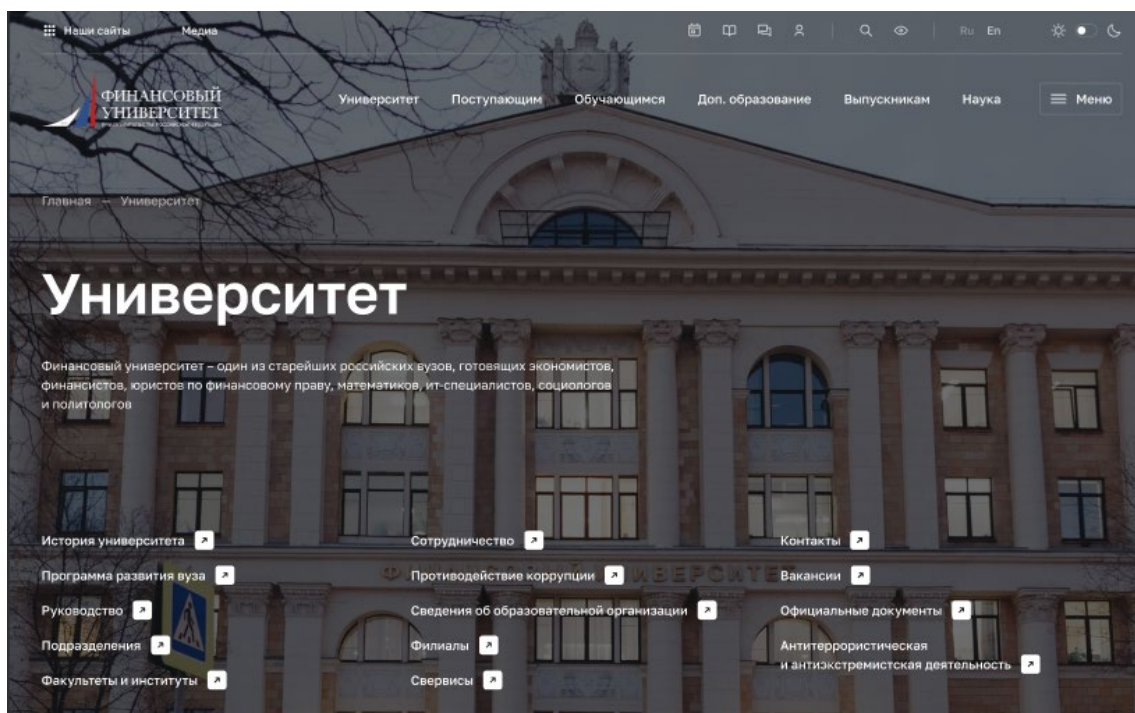 Наши сайты Медиа Ru En
ФИНАНСОВЫЙ
УНИВЕРСИТЕТ
Университет Поступающим Обучающимся Доп. образование Выпускникам Наука Меню
Главная — Университет
Университет
Финансовый университет – один из старейших российских вузов, готовящих экономистов,
финансистов, юристов по финансовому праву, математиков, ит-специалистов, социологов
и политологов
История университета Сотрудничество Контакты
Программа развития вуза Противодействие коррупции Вакансии
Руководство Сведения об образовательной организации Официальные документы
Подразделения Филиалы Антитеррористическая
и антиэкстремистская деятельность
Факультеты и институты Свервисы